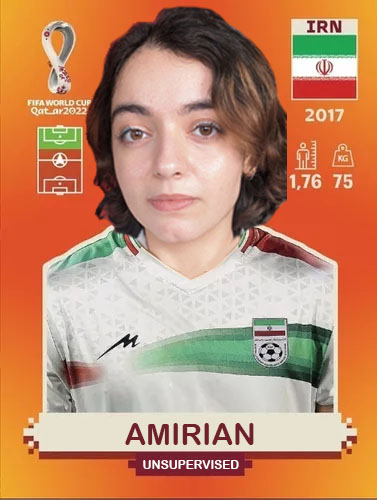 FIFA WORLD CUP
Qatar2022
IRN
2017
KG
1,76 75
AMIRIAN
UNSUPERVISED